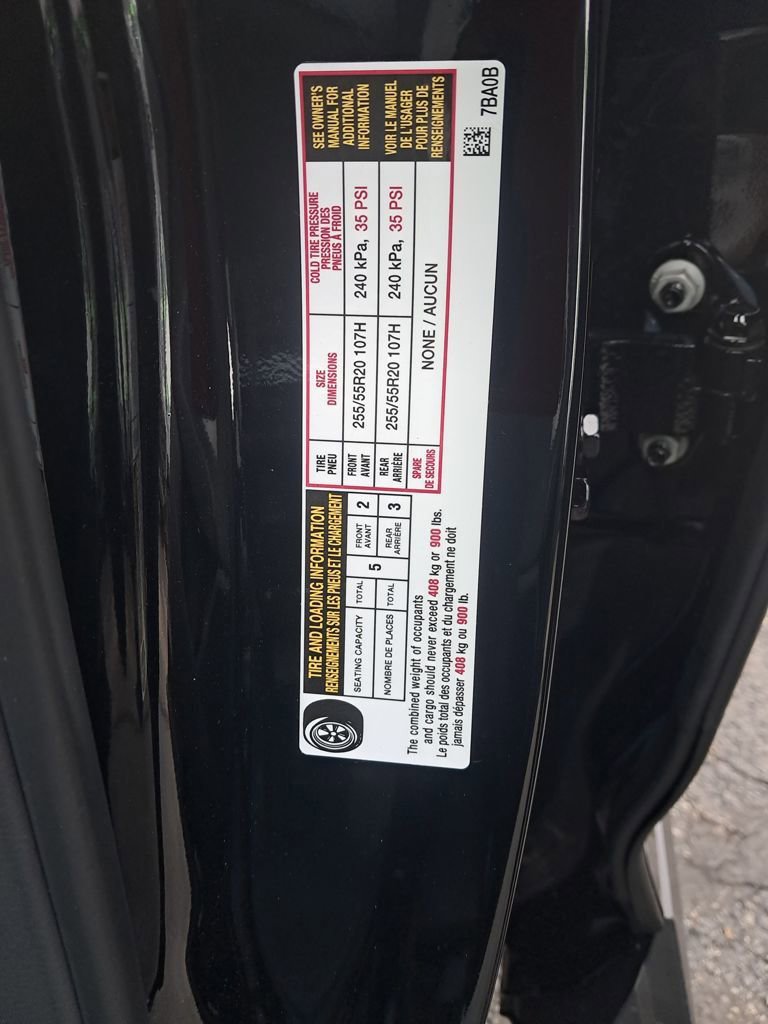 TIRE AND LOADING INFORMATION
RENSEIGNEMENTS SUR LES PNEUS ET LE CHARGEMENT
SEATING CAPACITY TOTAL 5 FRONT AVANT 2
NOMBRE DE PLACES TOTAL REAR ARRIÈRE 3
The combined weight of occupants
and cargo should never exceed 408 kg or 900 lbs.
Le poids total des occupants et du chargement ne doit
jamais dépasser 408 kg ou 900 lb.
TIRE
PNEU
SIZE
DIMENSIONS
COLD TIRE PRESSURE
PRESSION DES
PNEUS À FROID
FRONT
AVANT
255/55R20 107H
240 kPa, 35 PSI
REAR
ARRIÈRE
255/55R20 107H
240 kPa, 35 PSI
SPARE
DE SECOURS
NONE / AUCUN
SEE OWNER'S
MANUAL FOR
ADDITIONAL
INFORMATION
VOIR LE MANUEL
DE L'USAGER
POUR PLUS DE
RENSEIGNEMENTS
7BA0B